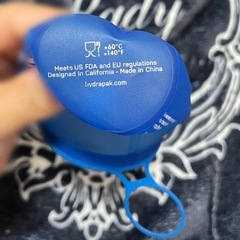 +60°C
+140°F
Meets US FDA and EU regulations
Designed in California - Made in China
hydrapak.com